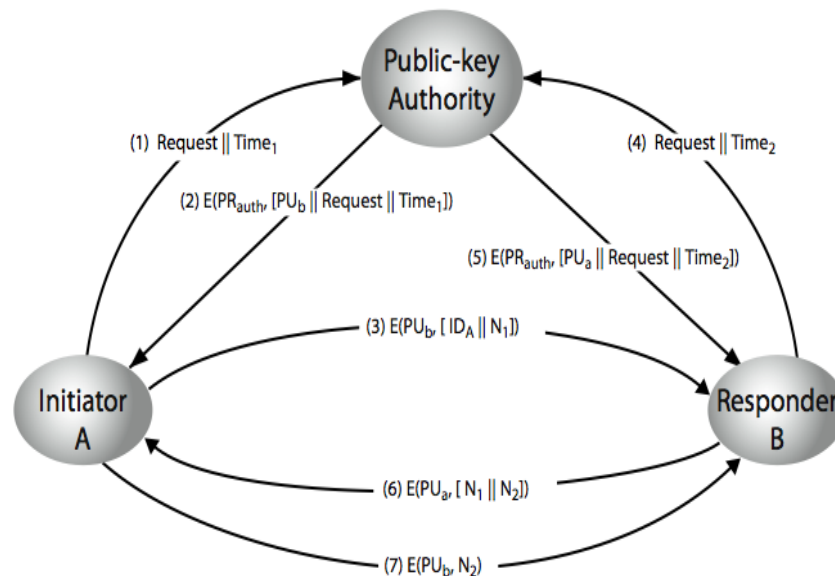 Public-key
Authority
(1) Request || Time₁
(4) Request || Time₂
(2) E(PRauth, [PUb || Request || Time₁])
(5) E(PRauth, [PUa || Request || Time₂])
(3) E(PUb, [ IDA || N₁])
Initiator
A
Responder
B
(6) E(PUa, [ N₁ || N₂])
(7) E(PUb, N₂)